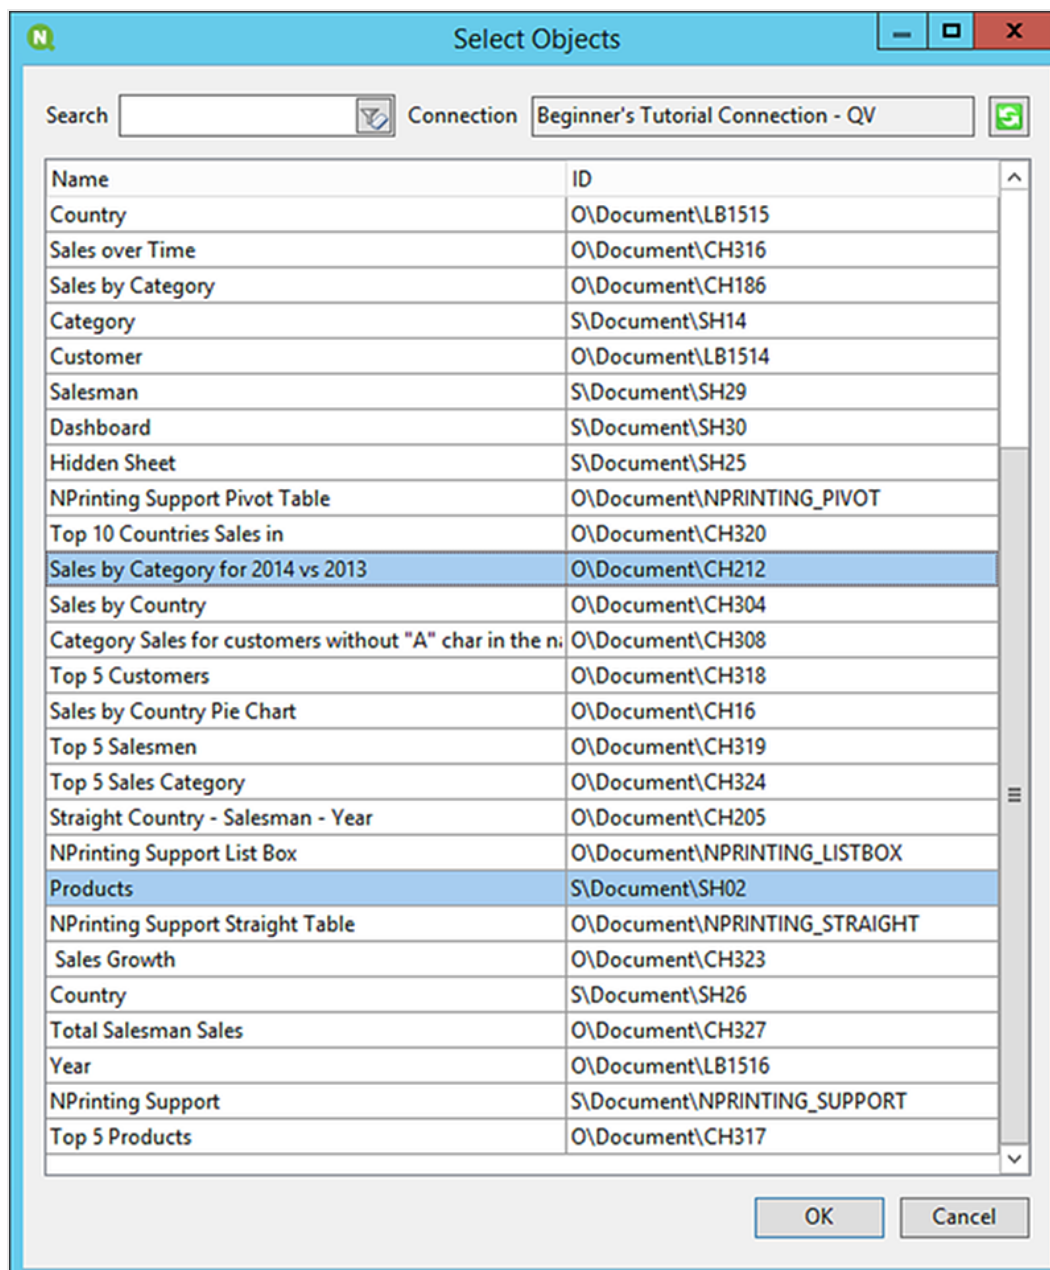 N
Select Objects
Search Connection Beginner's Tutorial Connection - QV
Name ID
Country O\Document\LB1515
Sales over Time O\Document\CH316
Sales by Category O\Document\CH186
Category S\Document\SH14
Customer O\Document\LB1514
Salesman S\Document\SH29
Dashboard S\Document\SH30
Hidden Sheet S\Document\SH25
NPrinting Support Pivot Table O\Document\NPRINTING_PIVOT
Top 10 Countries Sales in O\Document\CH320
Sales by Category for 2014 vs 2013 O\Document\CH212
Sales by Country O\Document\CH304
Category Sales for customers without "A" char in the O\Document\CH308
Top 5 Customers O\Document\CH318
Sales by Country Pie Chart O\Document\CH16
Top 5 Salesmen O\Document\CH319
Top 5 Sales Category O\Document\CH324
Straight Country - Salesman - Year O\Document\CH205
NPrinting Support List Box O\Document\NPRINTING_LISTBOX
Products S\Document\SH02
NPrinting Support Straight Table O\Document\NPRINTING_STRAIGHT
Sales Growth O\Document\CH323
Country S\Document\SH26
Total Salesman Sales O\Document\CH327
Year O\Document\LB1516
NPrinting Support S\Document\NPRINTING_SUPPORT
Top 5 Products O\Document\CH317
OK Cancel